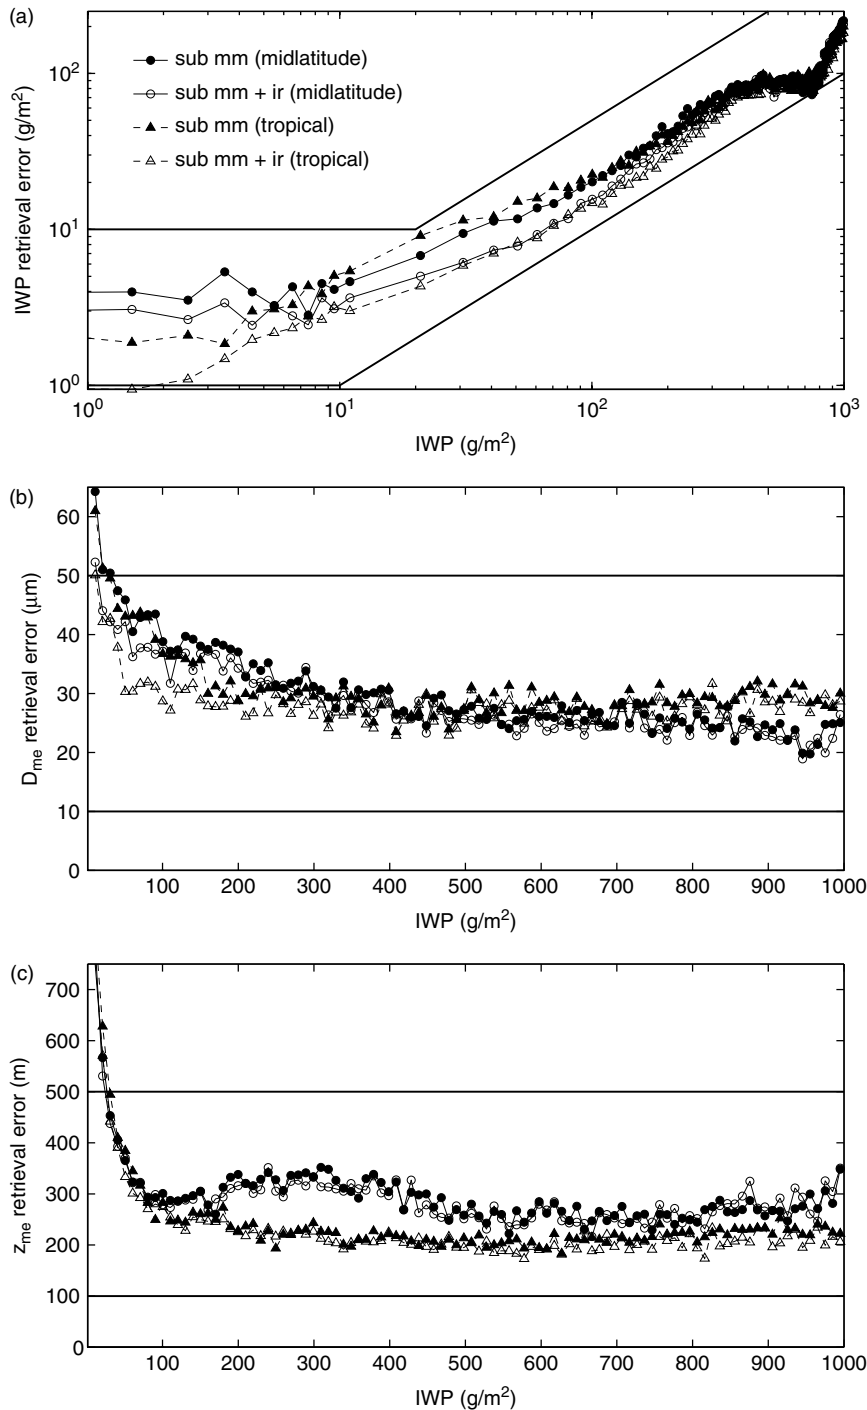 (a)
10²
10¹
10⁰
IWP retrieval error (g/m²)
sub mm (midlatitude)
sub mm + ir (midlatitude)
sub mm (tropical)
sub mm + ir (tropical)
10⁰ 10¹ 10² 10³
IWP (g/m²)
(b)
60
50
40
30
20
10
0
Dme retrieval error (μm)
100 200 300 400 500 600 700 800 900 1000
IWP (g/m²)
(c)
700
600
500
400
300
200
100
0
zme retrieval error (m)
100 200 300 400 500 600 700 800 900 1000
IWP (g/m²)